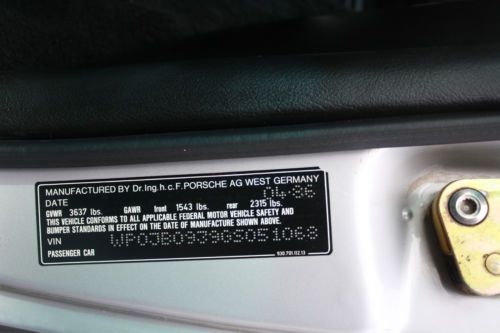 MANUFACTURED BY Dr.Ing.h.c.F.PORSCHE AG WEST GERMANY
DATE 04·86
GVWR 3637 lbs. GAWR front 1543 lbs. rear 2315 lbs.
THIS VEHICLE CONFORMS TO ALL APPLICABLE FEDERAL MOTOR VEHICLE SAFETY AND
BUMPER STANDARDS IN EFFECT ON DATE OF MANUFACTURE SHOWN ABOVE.
VIN WP0JB0939GS051068
PASSENGER CAR 930.701.02.13